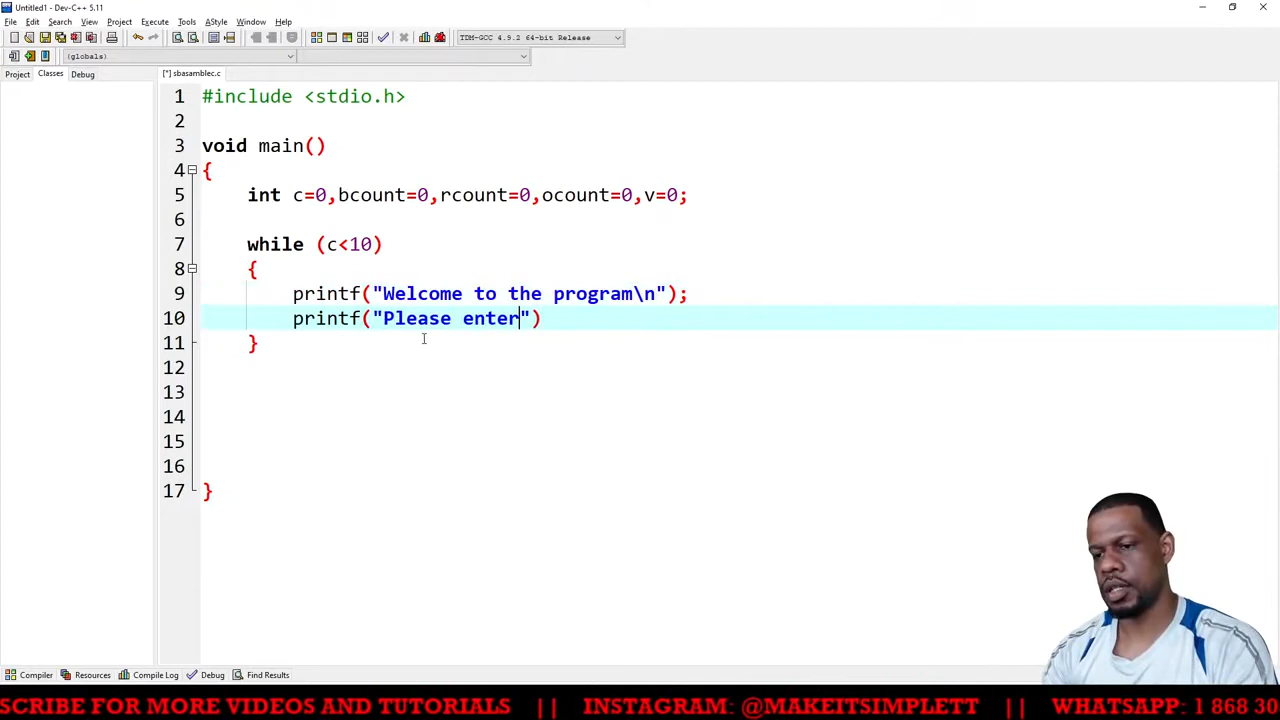 Untitled1 - Dev-C++ 5.11
File Edit Search View Project Execute Tools AStyle Window Help
TDM-GCC 4.9.2 64-bit Release
(globals)
Project Classes Debug [*] sbasamblec.c
1 #include <stdio.h>
2
3 void main()
4 {
5 int c=0,bcount=0,rcount=0,ocount=0,v=0;
6
7 while (c<10)
8 {
9 printf("Welcome to the program\n");
10 printf("Please enter")
11 }
12
13
14
15
16
17 }
Compiler Resources Compile Log Debug Find Results
SCRIBE FOR MORE VIDEOS AND TUTORIALS || INSTAGRAM: @MAKEITSIMPLETT || WHATSAPP: 1 868 30